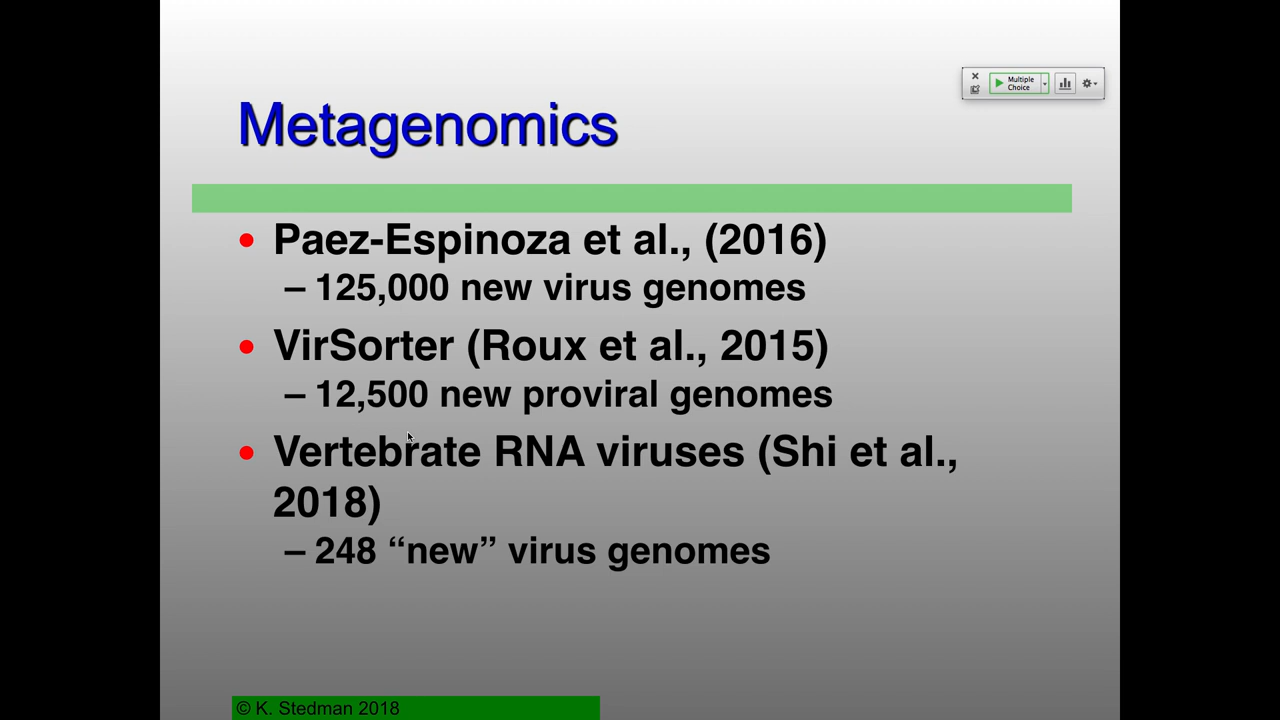 Multiple
Choice
Metagenomics
• Paez-Espinoza et al., (2016)
– 125,000 new virus genomes
• VirSorter (Roux et al., 2015)
– 12,500 new proviral genomes
• Vertebrate RNA viruses (Shi et al.,
2018)
– 248 “new” virus genomes
© K. Stedman 2018